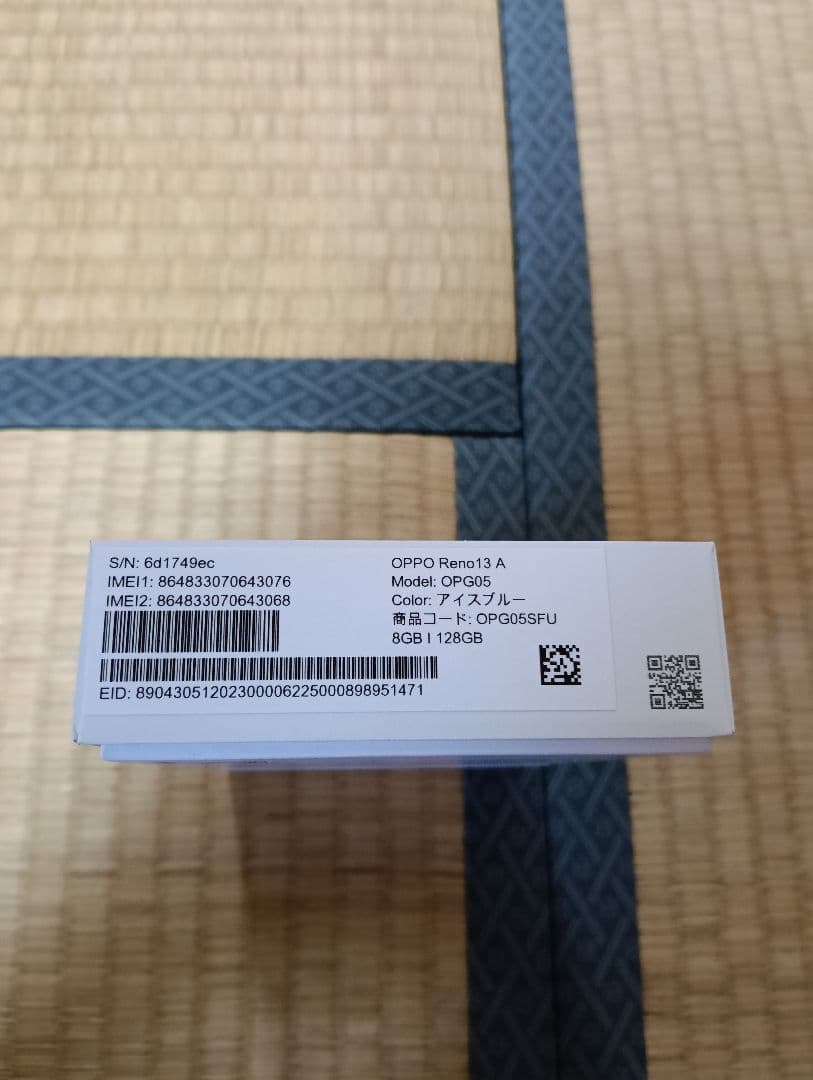 S/N: 6d1749ec
IMEI1: 864833070643076
IMEI2: 864833070643068
EID: 89043051202300006225000898951471
OPPO Reno13 A
Model: OPG05
Color: アイスブルー
商品コード: OPG05SFU
8GB l 128GB